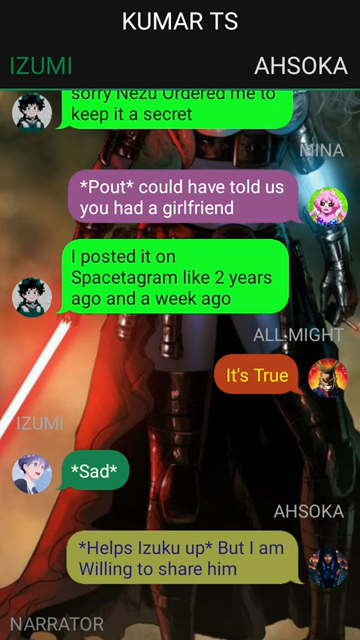 KUMAR TS
IZUMI
AHSOKA
sorry Nezu Ordered me to
keep it a secret
MINA
*Pout* could have told us
you had a girlfriend
I posted it on
Spacetagram like 2 years
ago and a week ago
ALL MIGHT
It's True
IZUMI
*Sad*
AHSOKA
*Helps Izuku up* But I am
Willing to share him
NARRATOR